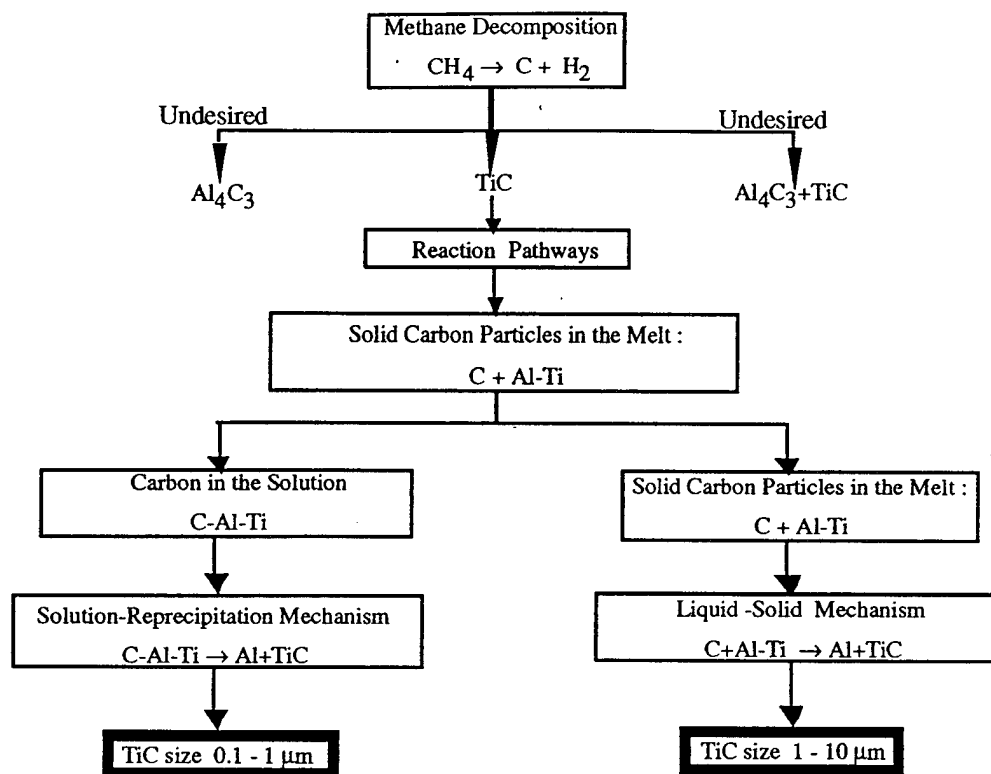 Methane Decomposition
CH₄ → C + H₂
Undesired
Undesired
Al₄C₃
TiC
Al₄C₃+TiC
Reaction Pathways
Solid Carbon Particles in the Melt :
C + Al-Ti
Carbon in the Solution
C-Al-Ti
Solid Carbon Particles in the Melt :
C + Al-Ti
Solution-Reprecipitation Mechanism
C-Al-Ti → Al+TiC
Liquid -Solid Mechanism
C+Al-Ti → Al+TiC
TiC size 0.1 - 1 μm
TiC size 1 - 10 μm